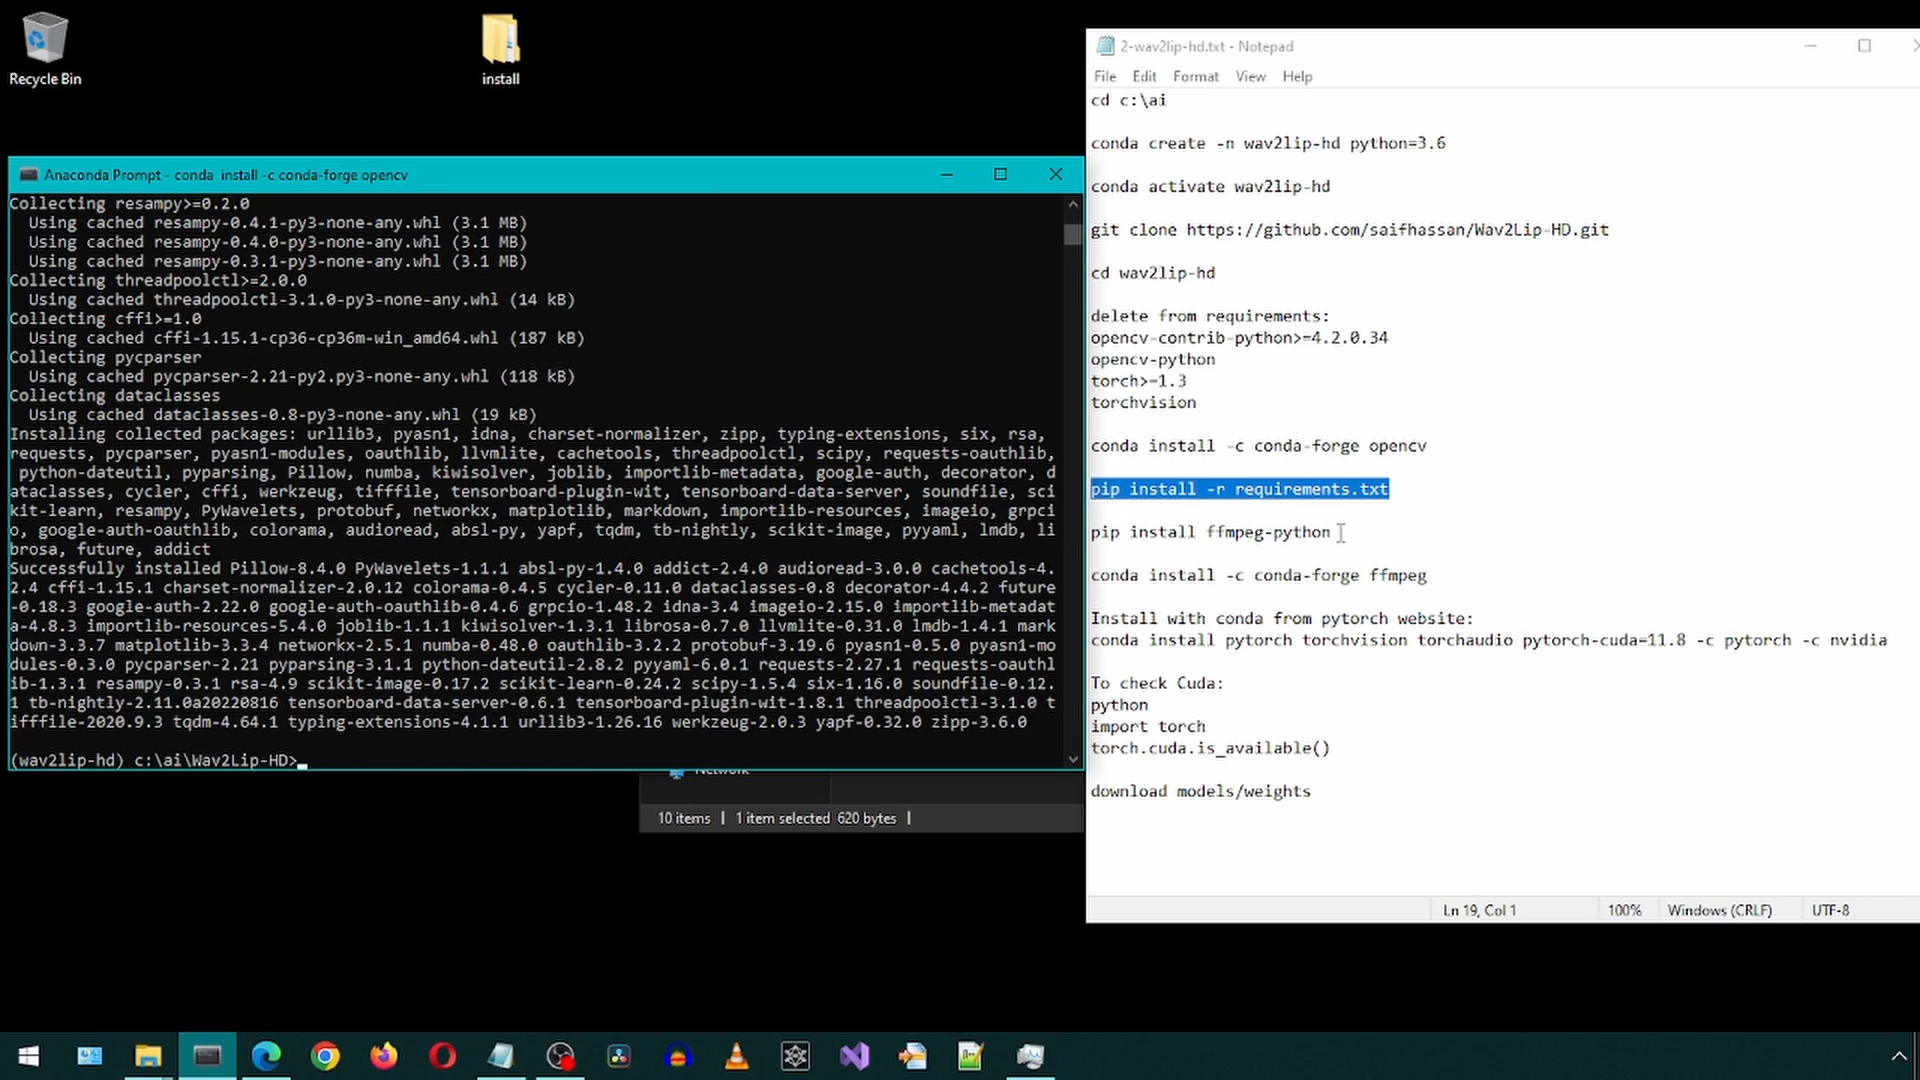 Recycle Bin
install
Anaconda Prompt - conda  install -c conda-forge opencv
Collecting resampy>=0.2.0
  Using cached resampy-0.4.1-py3-none-any.whl (3.1 MB)
  Using cached resampy-0.4.0-py3-none-any.whl (3.1 MB)
  Using cached resampy-0.3.1-py3-none-any.whl (3.1 MB)
Collecting threadpoolctl>=2.0.0
  Using cached threadpoolctl-3.1.0-py3-none-any.whl (14 kB)
Collecting cffi>=1.0
  Using cached cffi-1.15.1-cp36-cp36m-win_amd64.whl (187 kB)
Collecting pycparser
  Using cached pycparser-2.21-py2.py3-none-any.whl (118 kB)
Collecting dataclasses
  Using cached dataclasses-0.8-py3-none-any.whl (19 kB)
Installing collected packages: urllib3, pyasn1, idna, charset-normalizer, zipp, typing-extensions, six, rsa,
requests, pycparser, pyasn1-modules, oauthlib, llvmlite, cachetools, threadpoolctl, scipy, requests-oauthlib,
 python-dateutil, pyparsing, Pillow, numba, kiwisolver, joblib, importlib-metadata, google-auth, decorator, d
ataclasses, cycler, cffi, werkzeug, tifffile, tensorboard-plugin-wit, tensorboard-data-server, soundfile, sci
kit-learn, resampy, PyWavelets, protobuf, networkx, matplotlib, markdown, importlib-resources, imageio, grpci
o, google-auth-oauthlib, colorama, audioread, absl-py, yapf, tqdm, tb-nightly, scikit-image, pyyaml, lmdb, li
brosa, future, addict
Successfully installed Pillow-8.4.0 PyWavelets-1.1.1 absl-py-1.4.0 addict-2.4.0 audioread-3.0.0 cachetools-4.
2.4 cffi-1.15.1 charset-normalizer-2.0.12 colorama-0.4.5 cycler-0.11.0 dataclasses-0.8 decorator-4.4.2 future
-0.18.3 google-auth-2.22.0 google-auth-oauthlib-0.4.6 grpcio-1.48.2 idna-3.4 imageio-2.15.0 importlib-metadat
a-4.8.3 importlib-resources-5.4.0 joblib-1.1.1 kiwisolver-1.3.1 librosa-0.7.0 llvmlite-0.31.0 lmdb-1.4.1 mark
down-3.3.7 matplotlib-3.3.4 networkx-2.5.1 numba-0.48.0 oauthlib-3.2.2 protobuf-3.19.6 pyasn1-0.5.0 pyasn1-mo
dules-0.3.0 pycparser-2.21 pyparsing-3.1.1 python-dateutil-2.8.2 pyyaml-6.0.1 requests-2.27.1 requests-oauthl
ib-1.3.1 resampy-0.3.1 rsa-4.9 scikit-image-0.17.2 scikit-learn-0.24.2 scipy-1.5.4 six-1.16.0 soundfile-0.12.
1 tb-nightly-2.11.0a20220816 tensorboard-data-server-0.6.1 tensorboard-plugin-wit-1.8.1 threadpoolctl-3.1.0 t
ifffile-2020.9.3 tqdm-4.64.1 typing-extensions-4.1.1 urllib3-1.26.16 werkzeug-2.0.3 yapf-0.32.0 zipp-3.6.0
(wav2lip-hd) c:\ai\Wav2Lip-HD>
Network
10 items | 1 item selected 620 bytes |
2-wav2lip-hd.txt - Notepad
File Edit Format View Help
cd c:\ai
conda create -n wav2lip-hd python=3.6
conda activate wav2lip-hd
git clone https://github.com/saifhassan/Wav2Lip-HD.git
cd wav2lip-hd
delete from requirements:
opencv-contrib-python>=4.2.0.34
opencv-python
torch>=1.3
torchvision
conda install -c conda-forge opencv
pip install -r requirements.txt
pip install ffmpeg-python
conda install -c conda-forge ffmpeg
Install with conda from pytorch website:
conda install pytorch torchvision torchaudio pytorch-cuda=11.8 -c pytorch -c nvidia
To check Cuda:
python
import torch
torch.cuda.is_available()
download models/weights
Ln 19, Col 1 100% Windows (CRLF) UTF-8